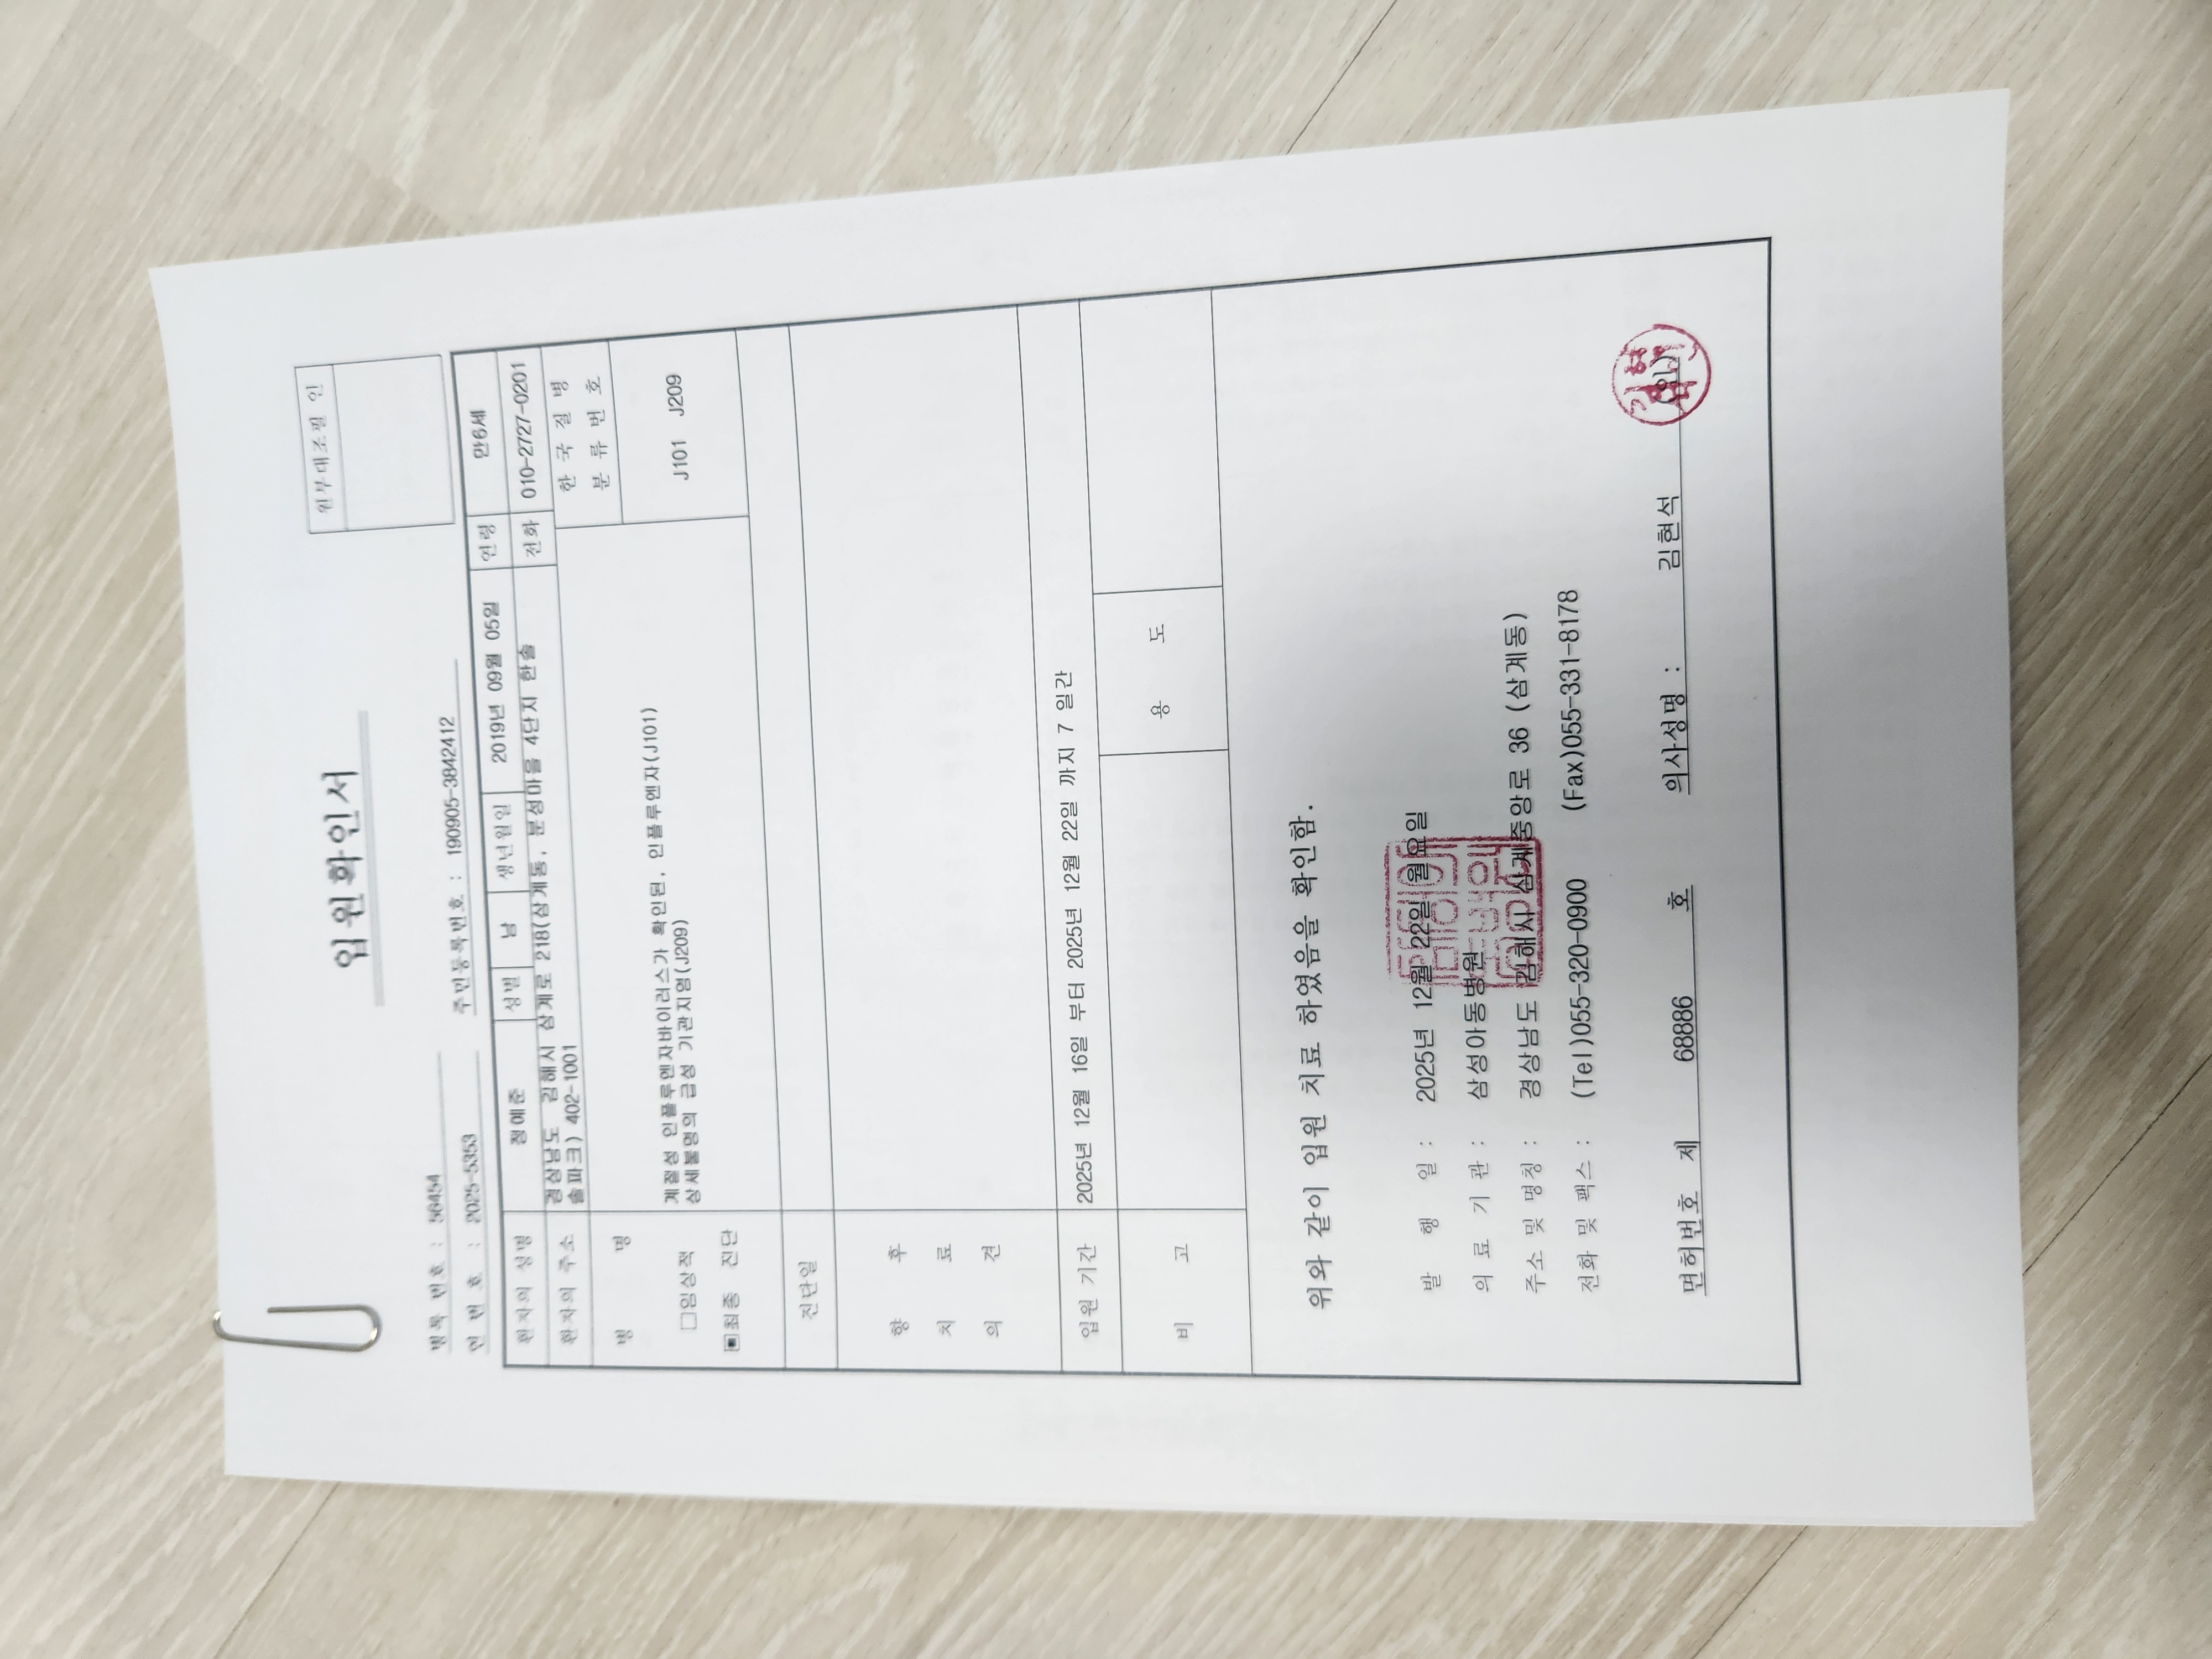 입원확인서
원부대조필 인
병록 번호 : 56454
연 번 호 : 2025-5353
주민등록번호 : 190905-3842412
환자의 성명 정예준 성별 남 생년월일 2019년 09월 05일 연령 만6세
환자의 주소 경상남도 김해시 삼계로 218(삼계동, 분성마을 4단지 한솔
솔파크) 402-1001
전화 010-2727-0201
병 명
□임상적
▣최종 진단
계절성 인플루엔자바이러스가 확인된, 인플루엔자(J101)
상세불명의 급성 기관지염(J209)
한 국 질 병
분 류 번 호
J101 J209
진단일
향 후
치 료
의 견
입원 기간 2025년 12월 16일 부터 2025년 12월 22일 까지 7 일간
비 고
용 도
위와 같이 입원 치료 하였음을 확인함.
발 행 일 : 2025년 12월 22일 월요일
의 료 기 관 : 삼성아동병원
주소 및 명칭 : 경상남도 김해시 삼계중앙로 36 (삼계동)
전화 및 팩스 : (Tel)055-320-0900 (Fax)055-331-8178
면허번호 제 68886 호 의사성명 : 김현석 (인)